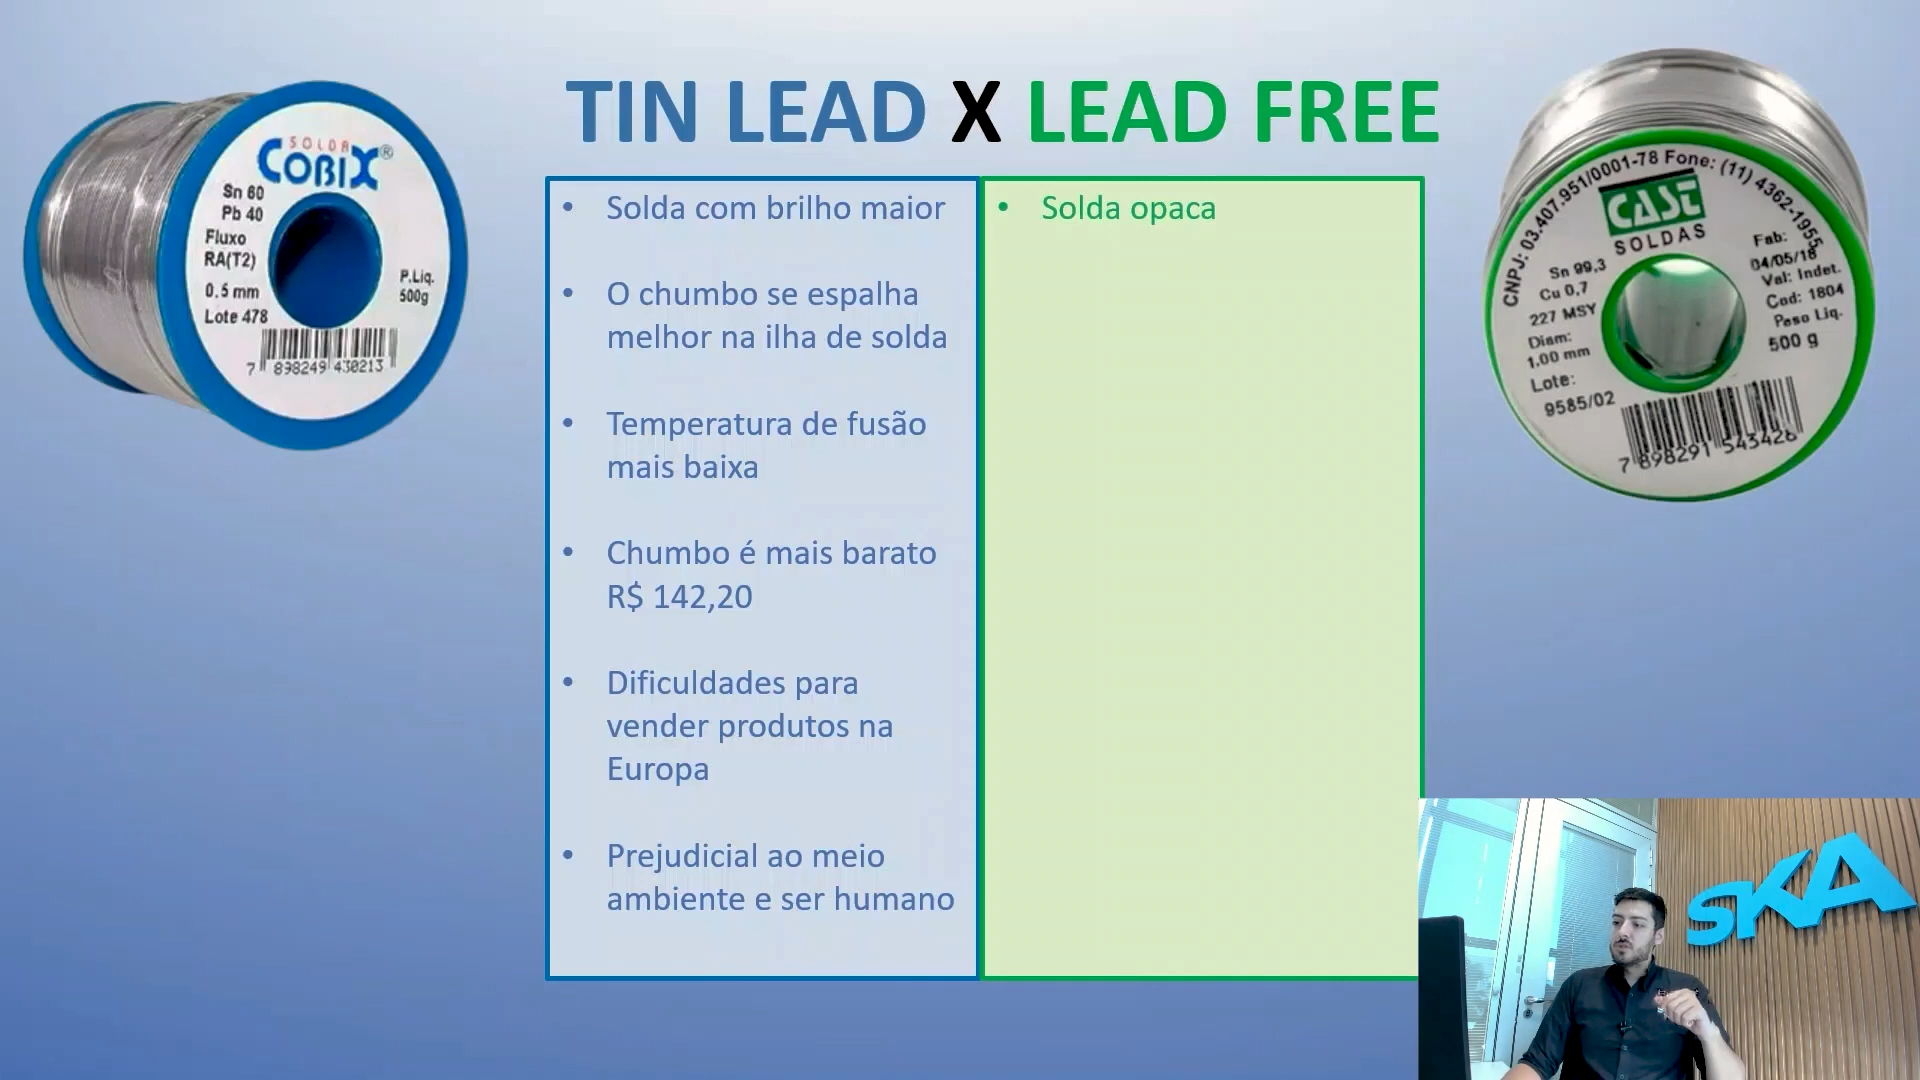 TIN LEAD X LEAD FREE
SOLDA
COBIX®
Sn 60
Pb 40
Fluxo
RA(T2)
0.5 mm
Lote 478
P.Liq.
500g
7 898249 430213
• Solda com brilho maior
• O chumbo se espalha
melhor na ilha de solda
• Temperatura de fusão
mais baixa
• Chumbo é mais barato
R$ 142,20
• Dificuldades para
vender produtos na
Europa
• Prejudicial ao meio
ambiente e ser humano
• Solda opaca
CNPJ: 03.407.951/0001-78 Fone: (11) 4362-1955
CAST
SOLDAS
Sn 99,3
Cu 0,7
227 MSY
Diam:
1,00 mm
Lote:
9585/02
Fab:
04/05/18
Val: Indet.
Cod: 1804
Peso Liq.
500 g
7 898291 543426
SKA